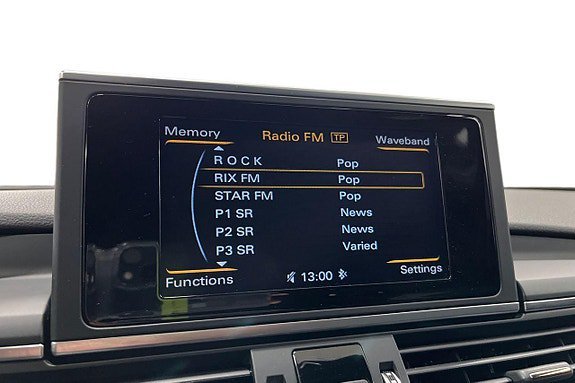 Memory Radio FM TP Waveband
R O C K Pop
RIX FM Pop
STAR FM Pop
P1 SR News
P2 SR News
P3 SR Varied
Functions 13:00 Settings